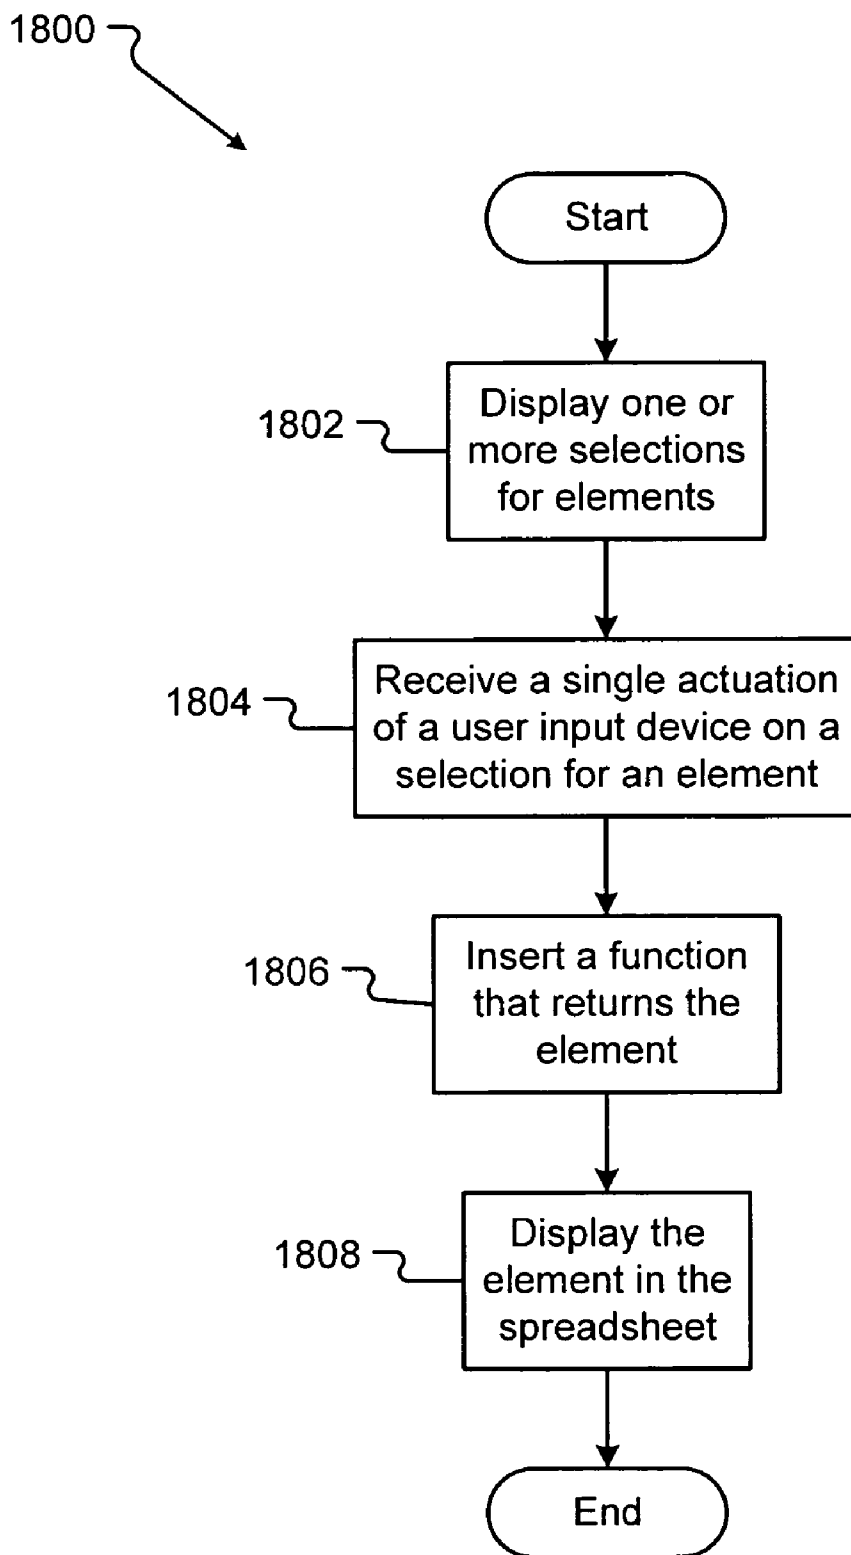 1800
Start
1802
Display one or
more selections
for elements
1804
Receive a single actuation
of a user input device on a
selection for an element
1806
Insert a function
that returns the
element
1808
Display the
element in the
spreadsheet
End